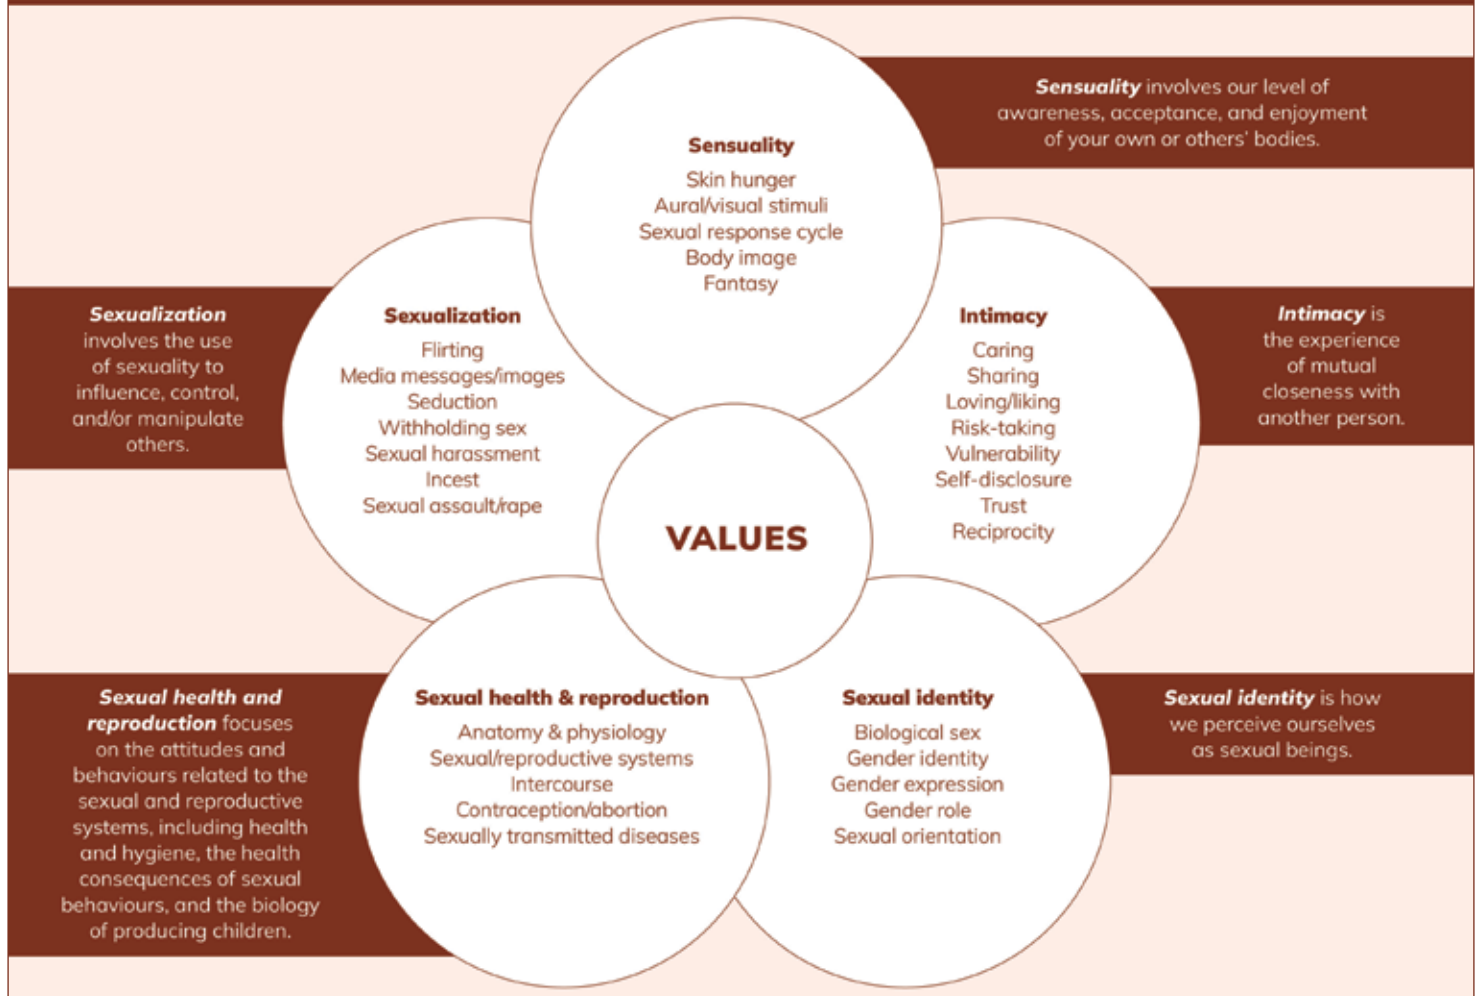 Sensuality involves our level of
awareness, acceptance, and enjoyment
of your own or others' bodies.
Sensuality
Skin hunger
Aural/visual stimuli
Sexual response cycle
Body image
Fantasy
Sexualization
involves the use
of sexuality to
influence, control,
and/or manipulate
others.
Sexualization
Flirting
Media messages/images
Seduction
Withholding sex
Sexual harassment
Incest
Sexual assault/rape
Intimacy
Caring
Sharing
Loving/liking
Risk-taking
Vulnerability
Self-disclosure
Trust
Reciprocity
Intimacy is
the experience
of mutual
closeness with
another person.
VALUES
Sexual health and
reproduction focuses
on the attitudes and
behaviours related to the
sexual and reproductive
systems, including health
and hygiene, the health
consequences of sexual
behaviours, and the biology
of producing children.
Sexual health & reproduction
Anatomy & physiology
Sexual/reproductive systems
Intercourse
Contraception/abortion
Sexually transmitted diseases
Sexual identity
Biological sex
Gender identity
Gender expression
Gender role
Sexual orientation
Sexual identity is how
we perceive ourselves
as sexual beings.